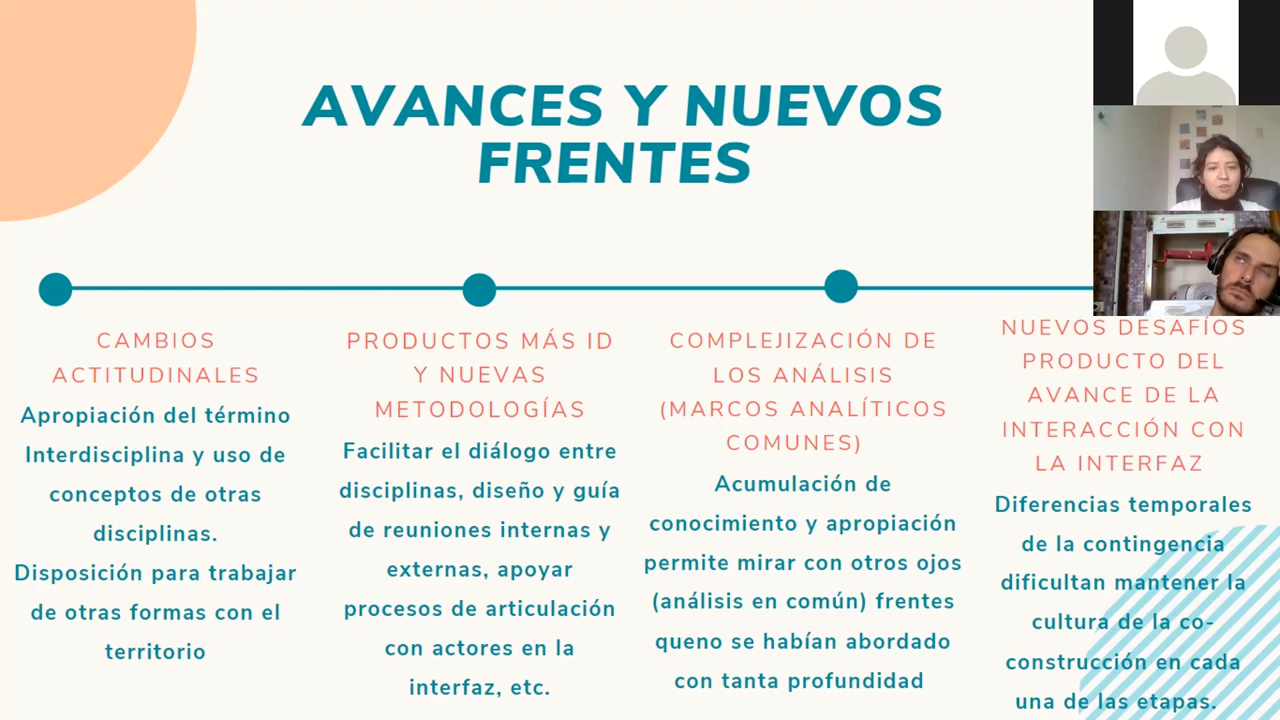 AVANCES Y NUEVOS
FRENTES
CAMBIOS
ACTITUDINALES
Apropiación del término
Interdisciplina y uso de
conceptos de otras
disciplinas.
Disposición para trabajar
de otras formas con el
territorio
PRODUCTOS MÁS ID
Y NUEVAS
METODOLOGÍAS
Facilitar el diálogo entre
disciplinas, diseño y guía
de reuniones internas y
externas, apoyar
procesos de articulación
con actores en la
interfaz, etc.
COMPLEJIZACIÓN DE
LOS ANÁLISIS
(MARCOS ANALÍTICOS
COMUNES)
Acumulación de
conocimiento y apropiación
permite mirar con otros ojos
(análisis en común) frentes
queno se habían abordado
con tanta profundidad
NUEVOS DESAFÍOS
PRODUCTO DEL
AVANCE DE LA
INTERACCIÓN CON
LA INTERFAZ
Diferencias temporales
de la contingencia
dificultan mantener la
cultura de la co-
construcción en cada
una de las etapas.